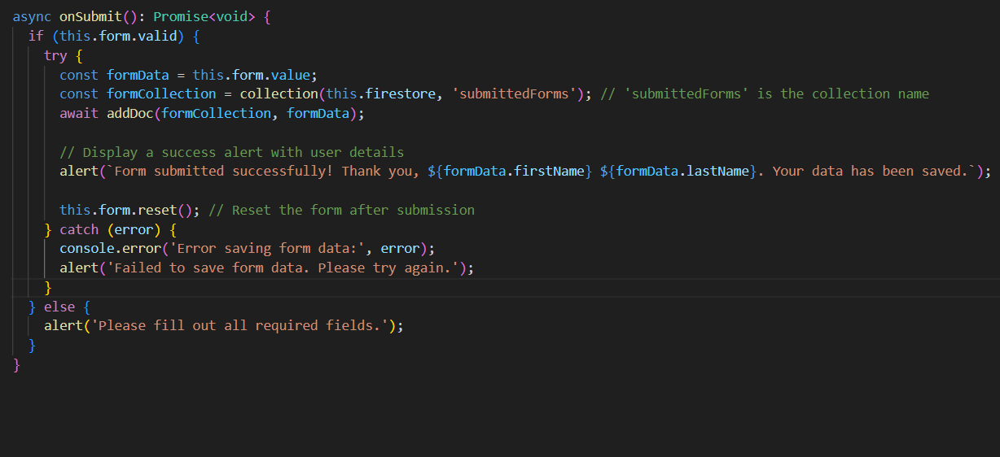 async onSubmit(): Promise<void> {
if (this.form.valid) {
try {
const formData = this.form.value;
const formCollection = collection(this.firestore, 'submittedForms'); // 'submittedForms' is the collection name
await addDoc(formCollection, formData);
// Display a success alert with user details
alert(`Form submitted successfully! Thank you, ${formData.firstName} ${formData.lastName}. Your data has been saved.`);
this.form.reset(); // Reset the form after submission
} catch (error) {
console.error('Error saving form data:', error);
alert('Failed to save form data. Please try again.');
}
} else {
alert('Please fill out all required fields.');
}
}